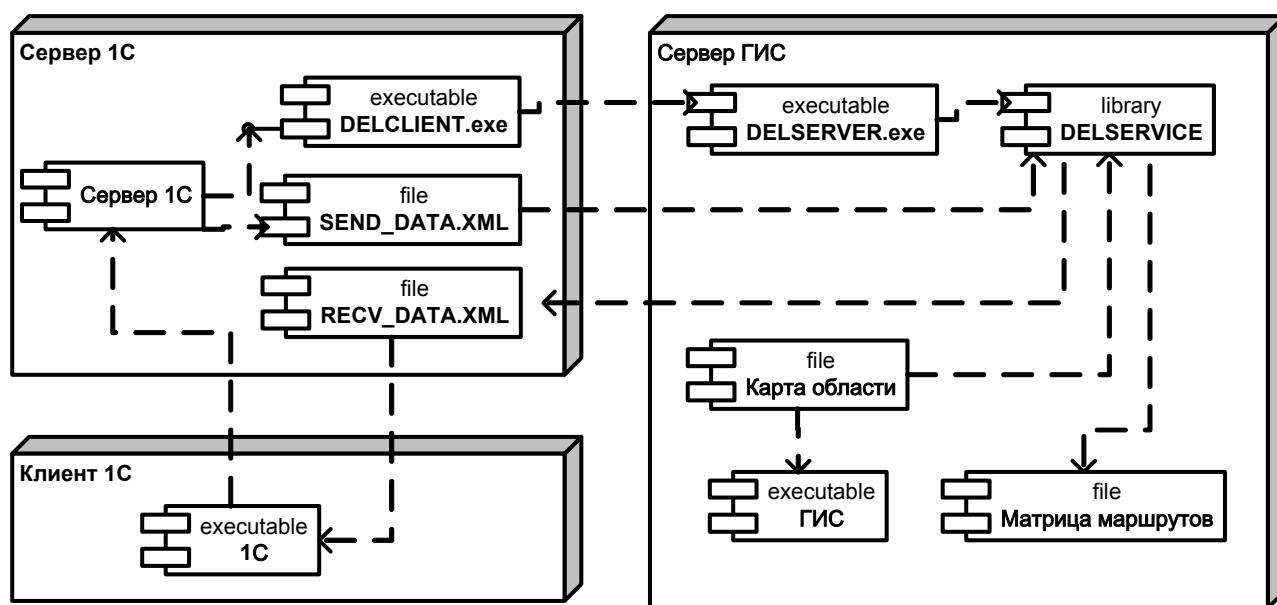 Сервер 1С
executable
DELCLIENT.exe
Сервер 1С
file
SEND_DATA.XML
file
RECV_DATA.XML
Клиент 1С
executable
1С
Сервер ГИС
executable
DELSERVER.exe
library
DELSERVICE
file
Карта области
executable
ГИС
file
Матрица маршрутов